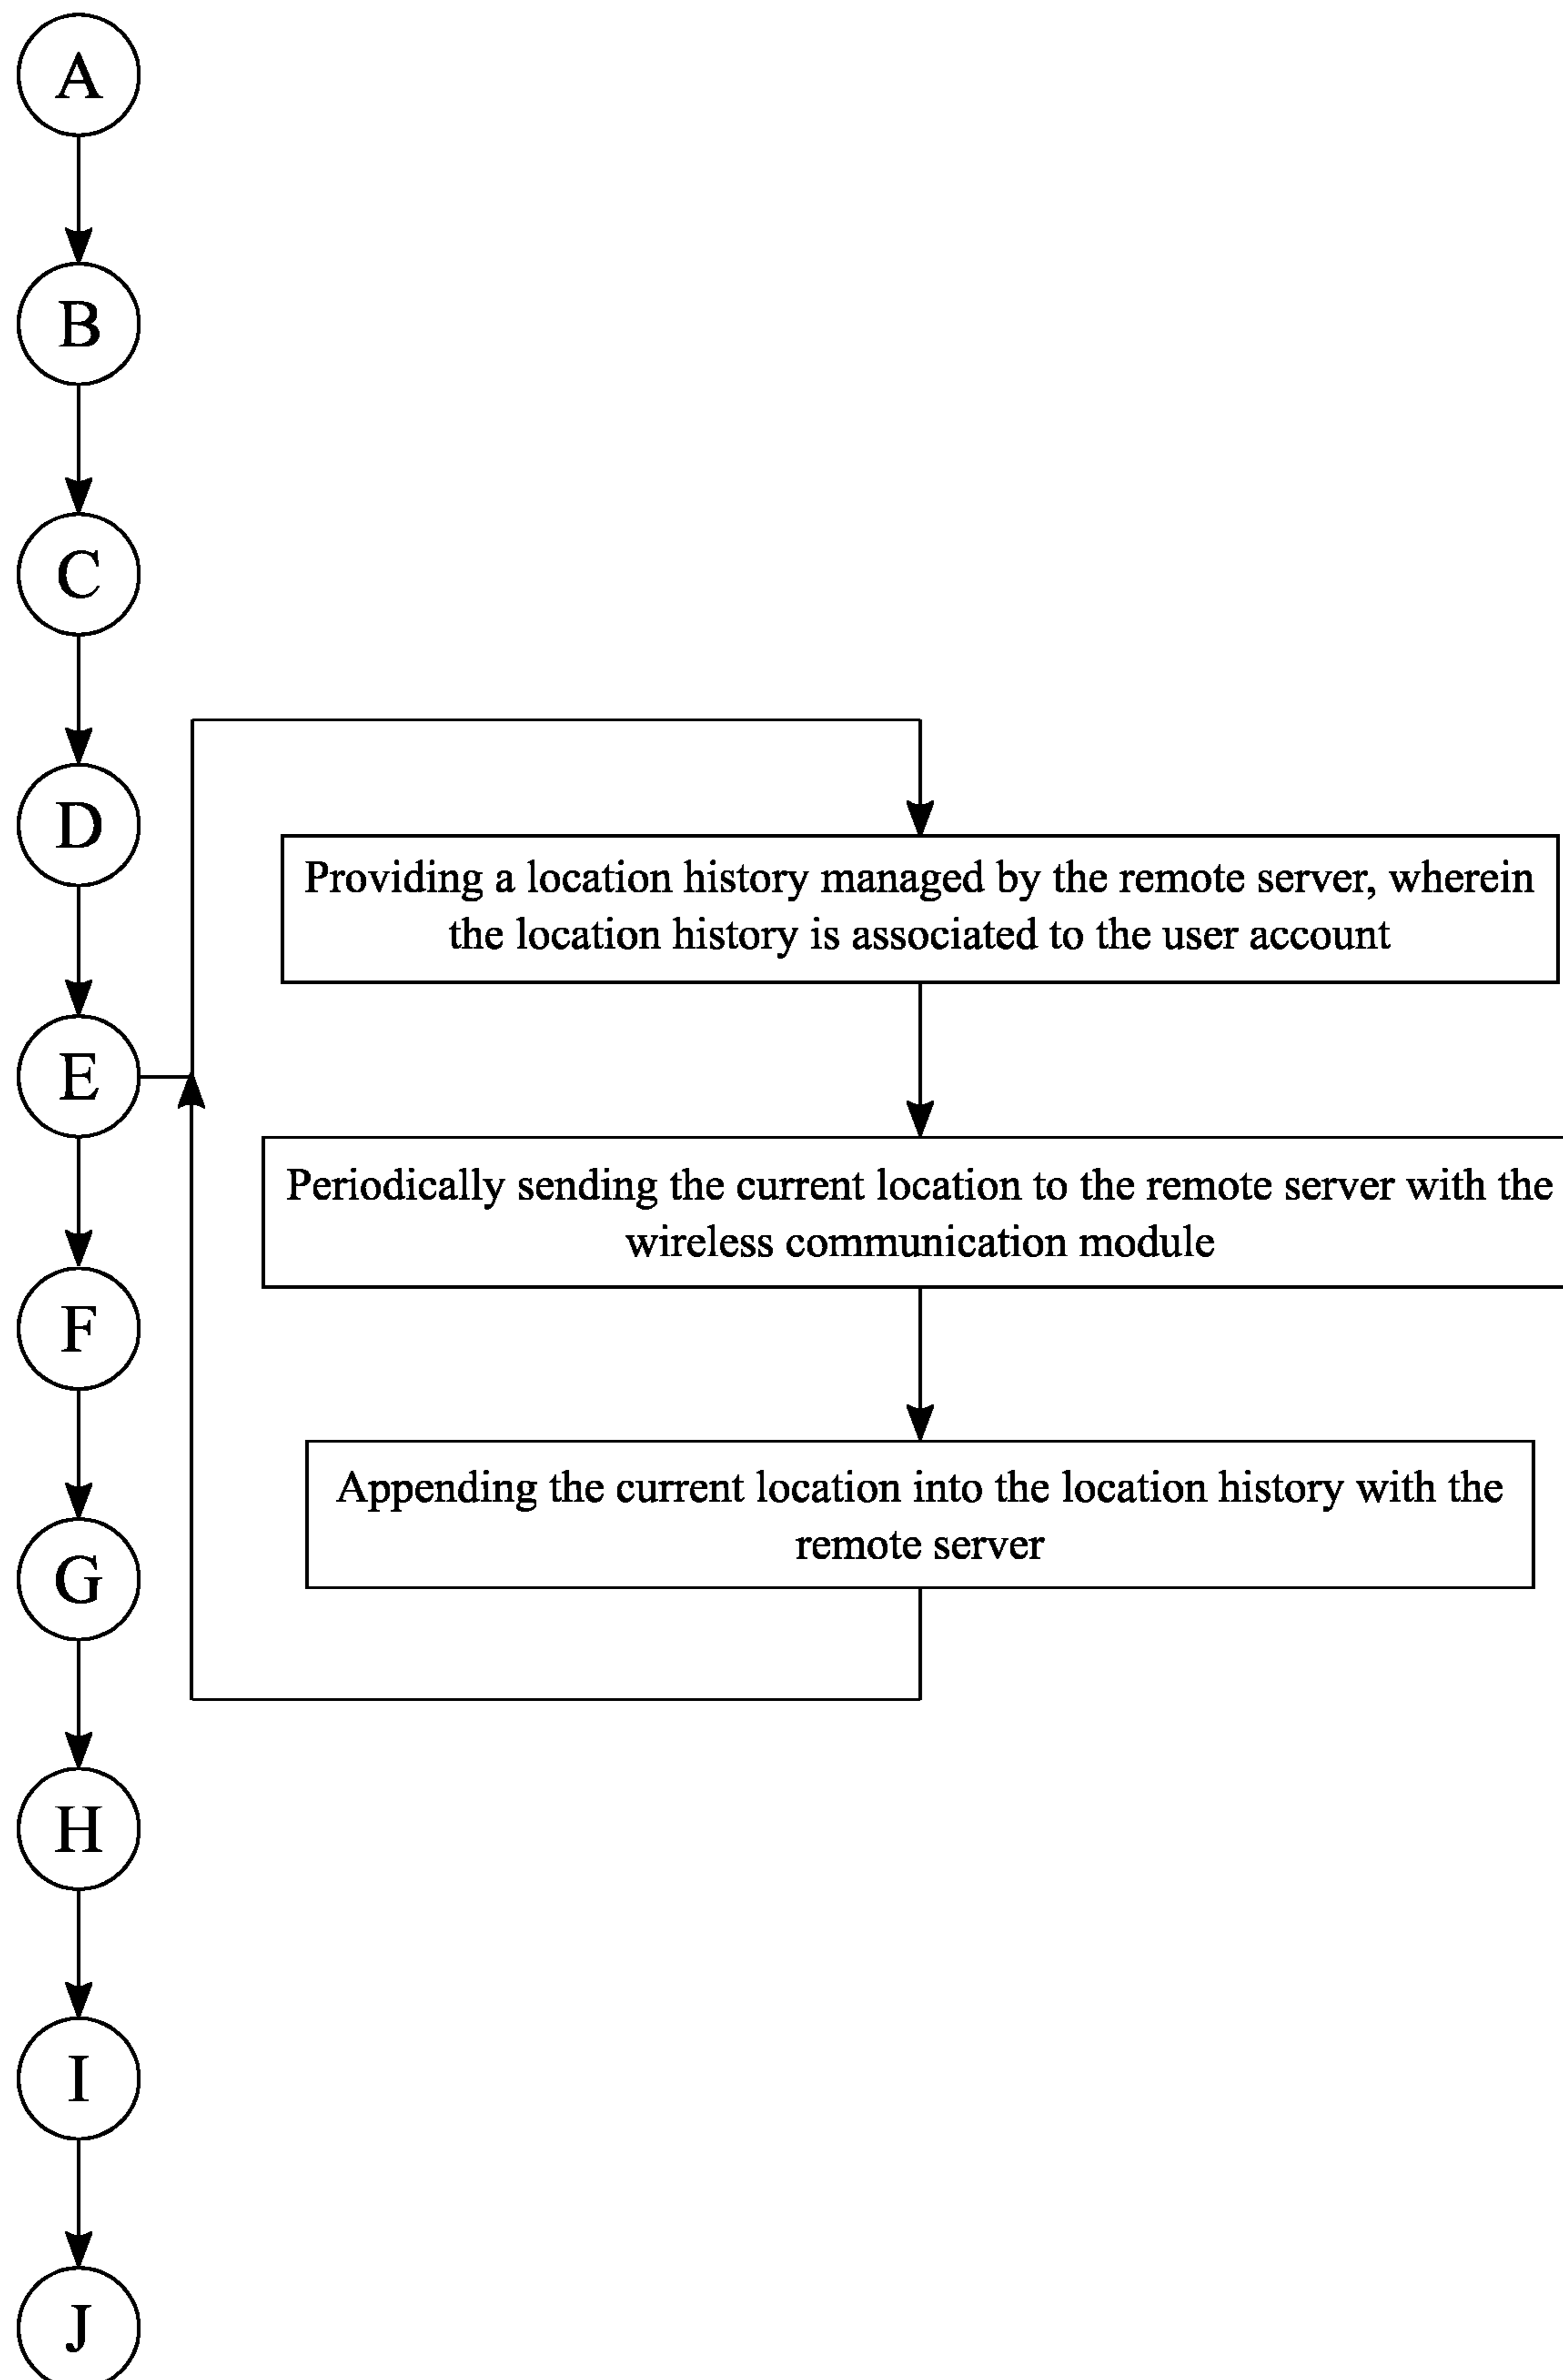 A
B
C
D
Providing a location history managed by the remote server, wherein
the location history is associated to the user account
E
Periodically sending the current location to the remote server with the
wireless communication module
F
Appending the current location into the location history with the
remote server
G
H
I
J